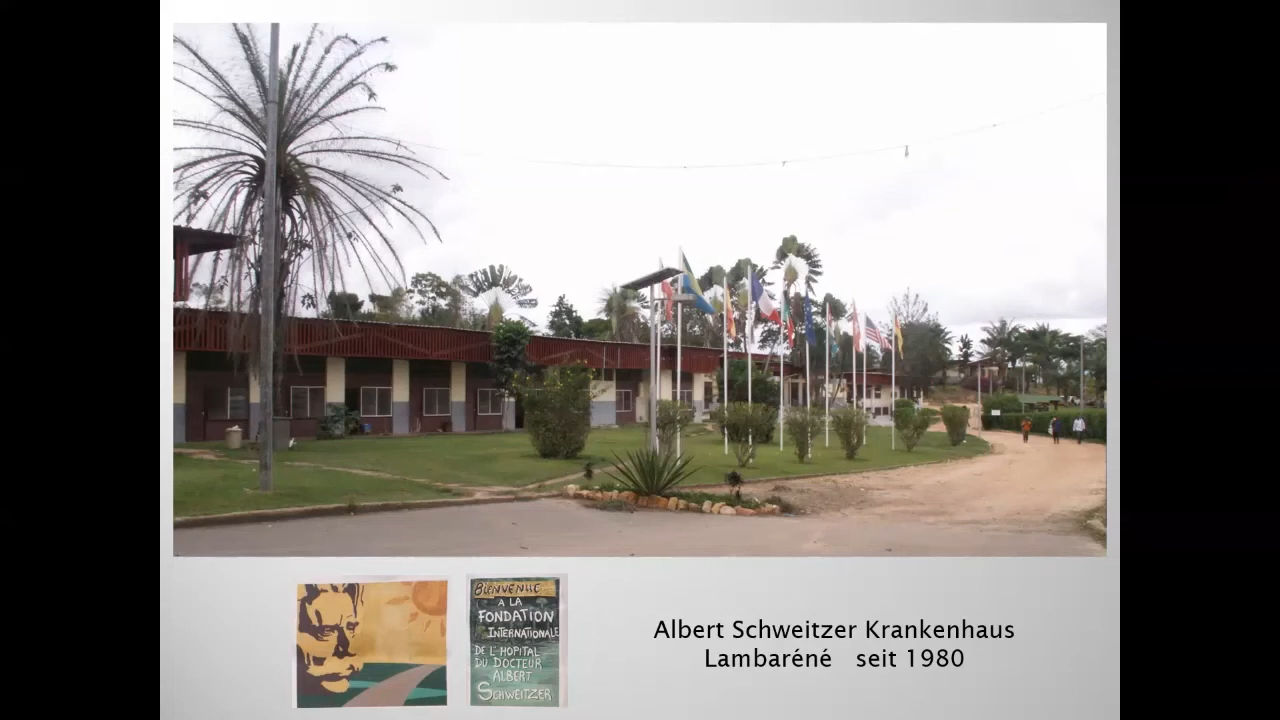 BIENVENUE
A LA
FONDATION
INTERNATIONALE
DE L'HOPITAL
DU DOCTEUR
ALBERT
SCHWEITZER
Albert Schweitzer Krankenhaus
Lambaréné seit 1980